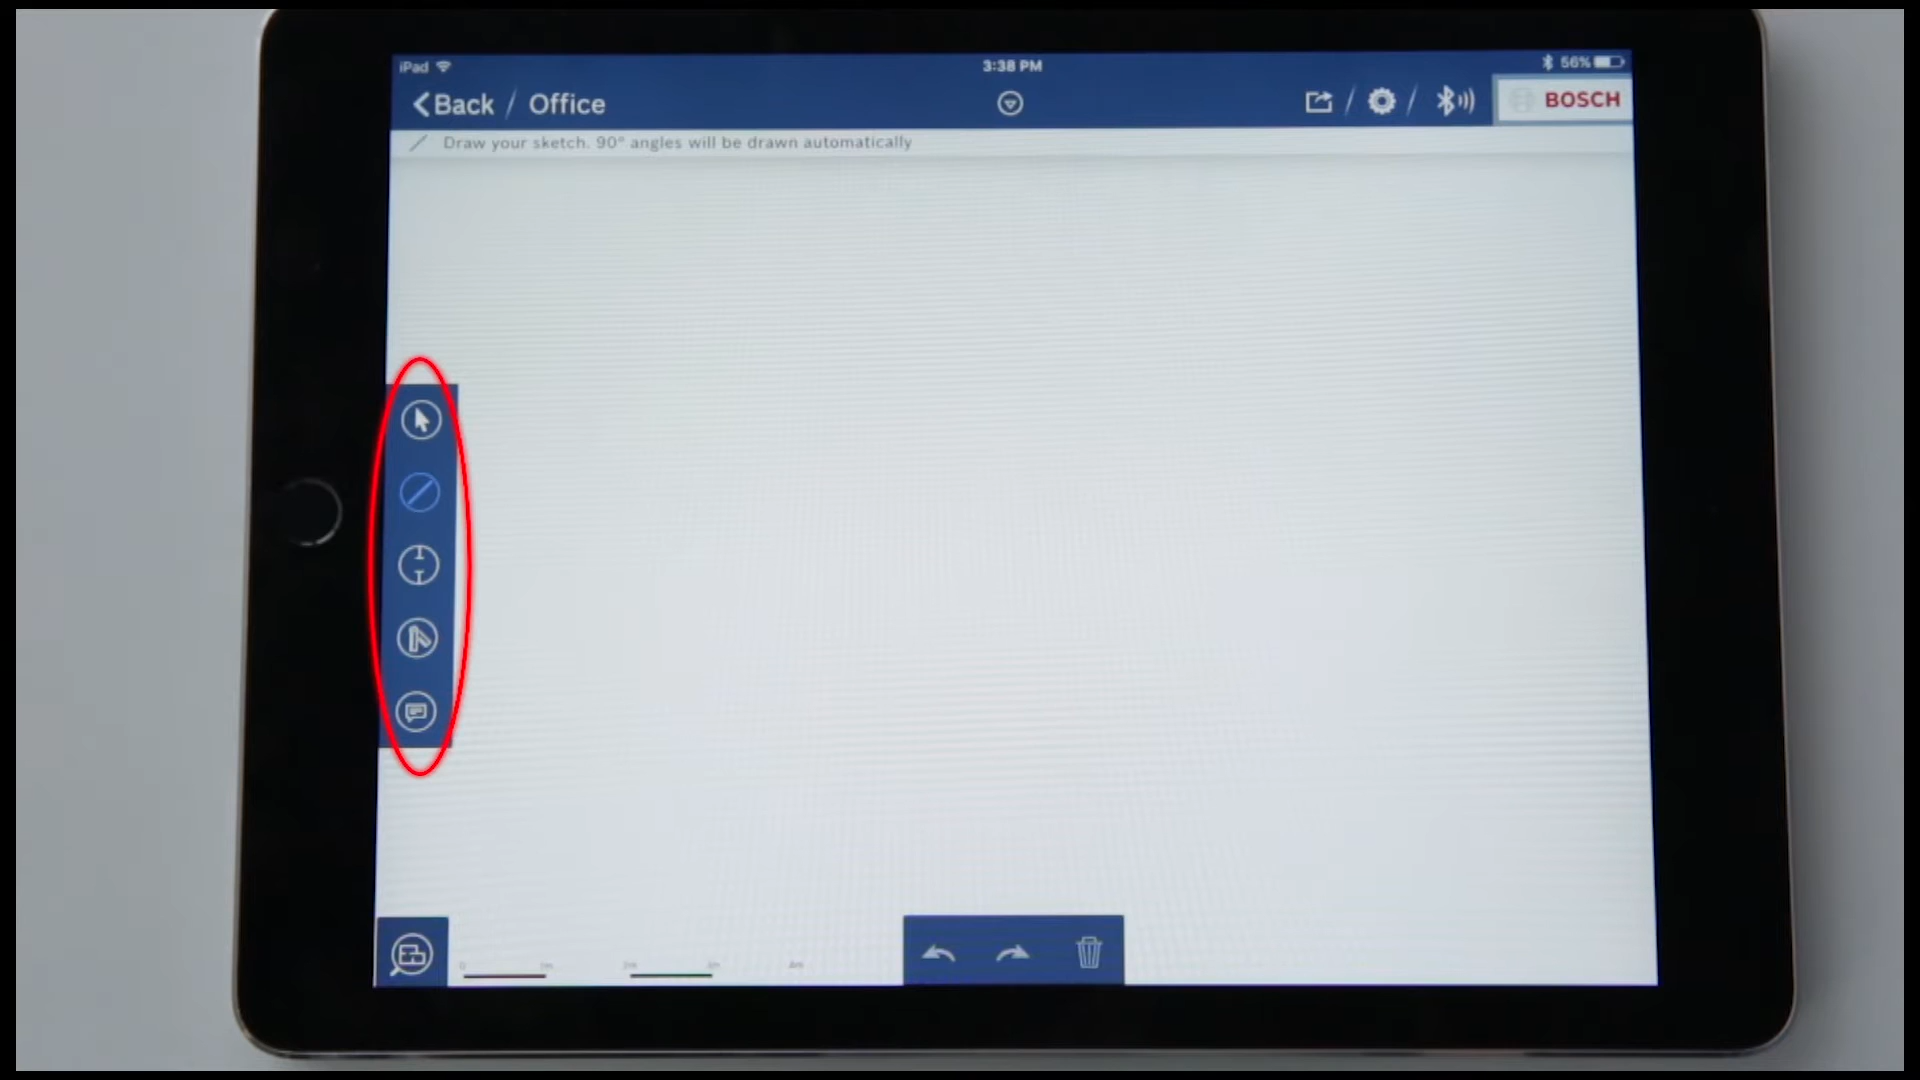 iPad 3:38 PM 56%
Back / Office BOSCH
Draw your sketch. 90° angles will be drawn automatically